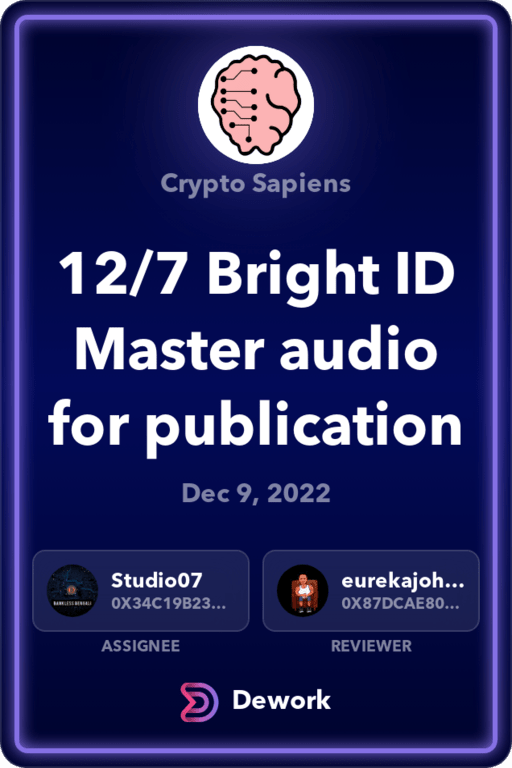 Crypto Sapiens
12/7 Bright ID
Master audio
for publication
Dec 9, 2022
Studio07
0X34C19B23...
ASSIGNEE
eurekajoh...
0X87DCAE80...
REVIEWER
Dework